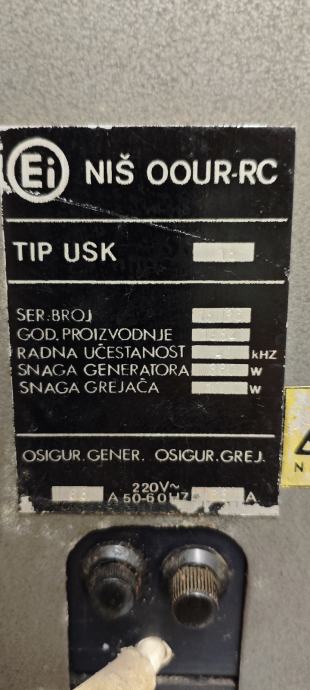 Ei NIŠ OOUR-RC
TIP USK
SER.BROJ
GOD.PROIZVODNJE
RADNA UČESTANOST kHZ
SNAGA GENERATORA W
SNAGA GREJAČA W
OSIGUR.GENER. OSIGUR.GREJ.
220V~
A 50-60HZ A
N